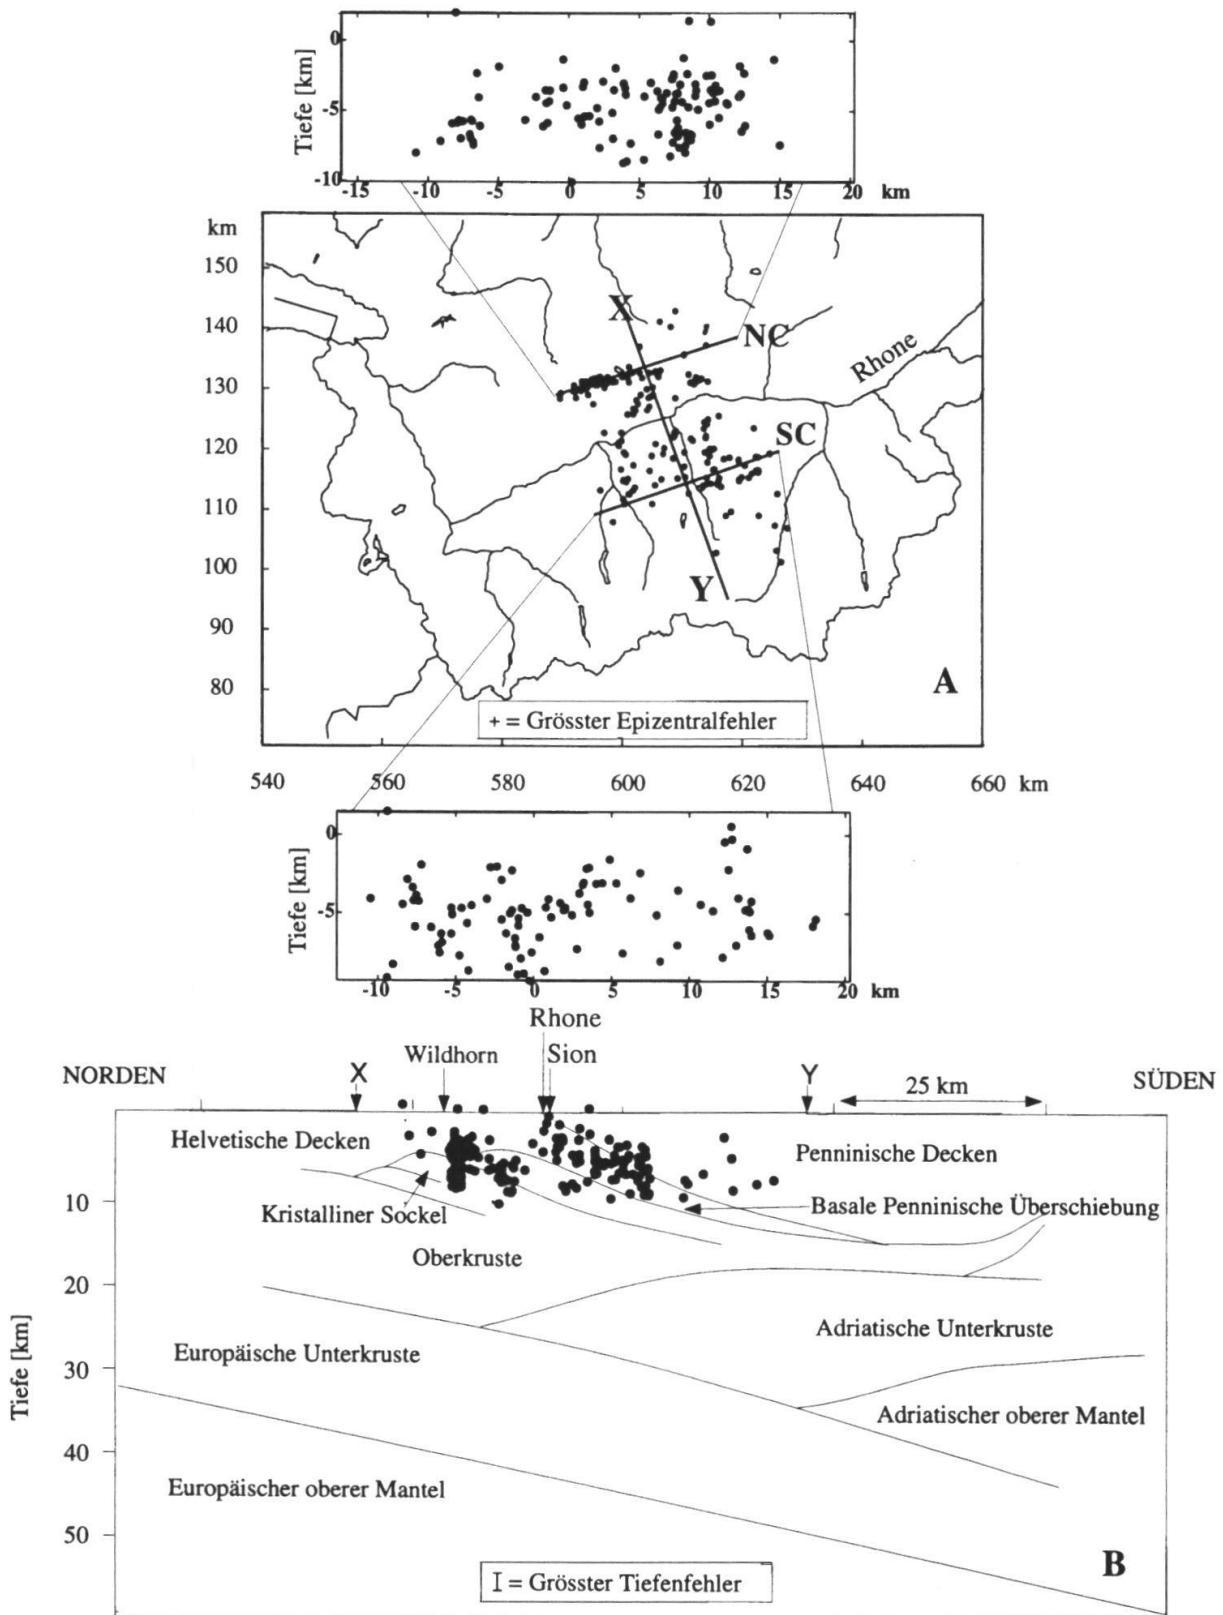 0
-5
-10
Tiefe [km]
-15 -10 -5 0 5 10 15 20 km
km
150
140
130
120
110
100
90
80
X
NC
Rhone
SC
Y
A
+ = Grösster Epizentralfehler
540 560 580 600 620 640 660 km
0
-5
Tiefe [km]
-10 -5 0 5 10 15 20 km
Rhone
Wildhorn Sion
NORDEN X Y 25 km SÜDEN
Helvetische Decken Penninische Decken
10
Kristalliner Sockel Basale Penninische Überschiebung
Oberkruste
20
Adriatische Unterkruste
Europäische Unterkruste
30
Tiefe [km]
Adriatischer oberer Mantel
40
Europäischer oberer Mantel
50
B
I = Grösster Tiefenfehler